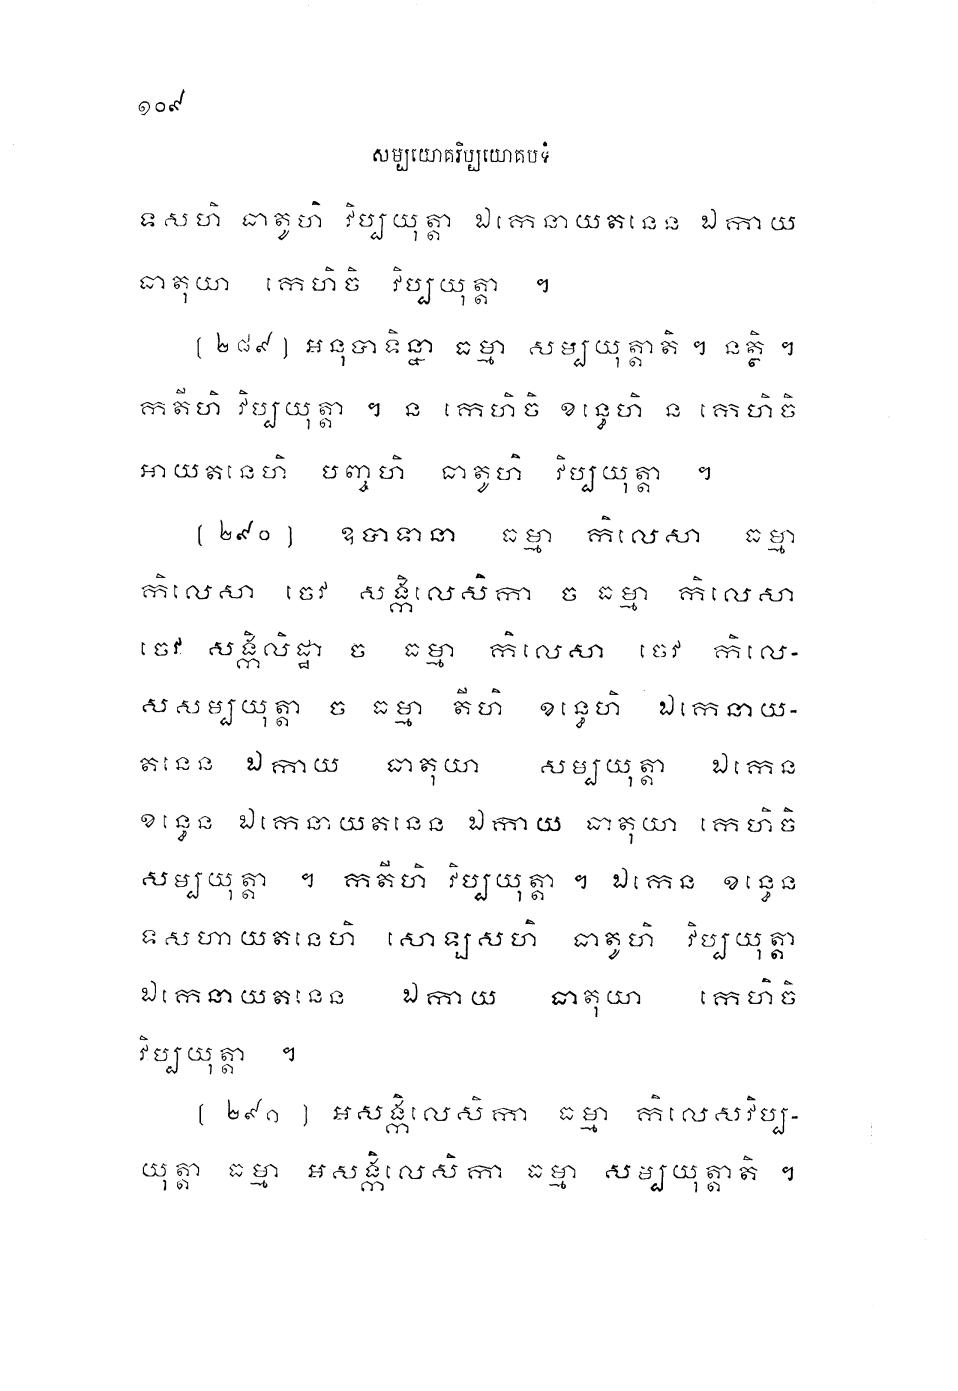 ១០៩
សម្បយោគវិប្បយោគបទំ
ទសហិ ធាតូហិ វិប្បយុត្តា ឯកេនាយតនេន ឯកាយ
ធាតុយា កេហិចិ វិប្បយុត្តា ។
( ២៨៩ ) អនុបាទិន្នា ធម្មា សម្បយុត្តាតិ ។ នត្ថិ ។
កតីហិ វិប្បយុត្តា ។ ន កេហិចិ ខន្ធេហិ ន កេហិចិ
អាយតនេហិ បញ្ចហិ ធាតូហិ វិប្បយុត្តា ។
( ២៩០ ) ឧបាទានា ធម្មា កិលេសា ធម្មា
កិលេសា ចេវ សង្កិលេសិកា ច ធម្មា កិលេសា
ចេវ សង្កិលិដ្ឋា ច ធម្មា កិលេសា ចេវ កិលេ-
សសម្បយុត្តា ច ធម្មា តីហិ ខន្ធេហិ ឯកេនាយ-
តនេន ឯកាយ ធាតុយា សម្បយុត្តា ឯកេន
ខន្ធេន ឯកេនាយតនេន ឯកាយ ធាតុយា កេហិចិ
សម្បយុត្តា ។ កតីហិ វិប្បយុត្តា ។ ឯកេន ខន្ធេន
ទសហាយតនេហិ សោឡសហិ ធាតូហិ វិប្បយុត្តា
ឯកេនាយតនេន ឯកាយ ធាតុយា កេហិចិ
វិប្បយុត្តា ។
( ២៩១ ) អសង្កិលេសិកា ធម្មា កិលេសវិប្ប-
យុត្តា ធម្មា អសង្កិលេសិកា ធម្មា សម្បយុត្តាតិ ។